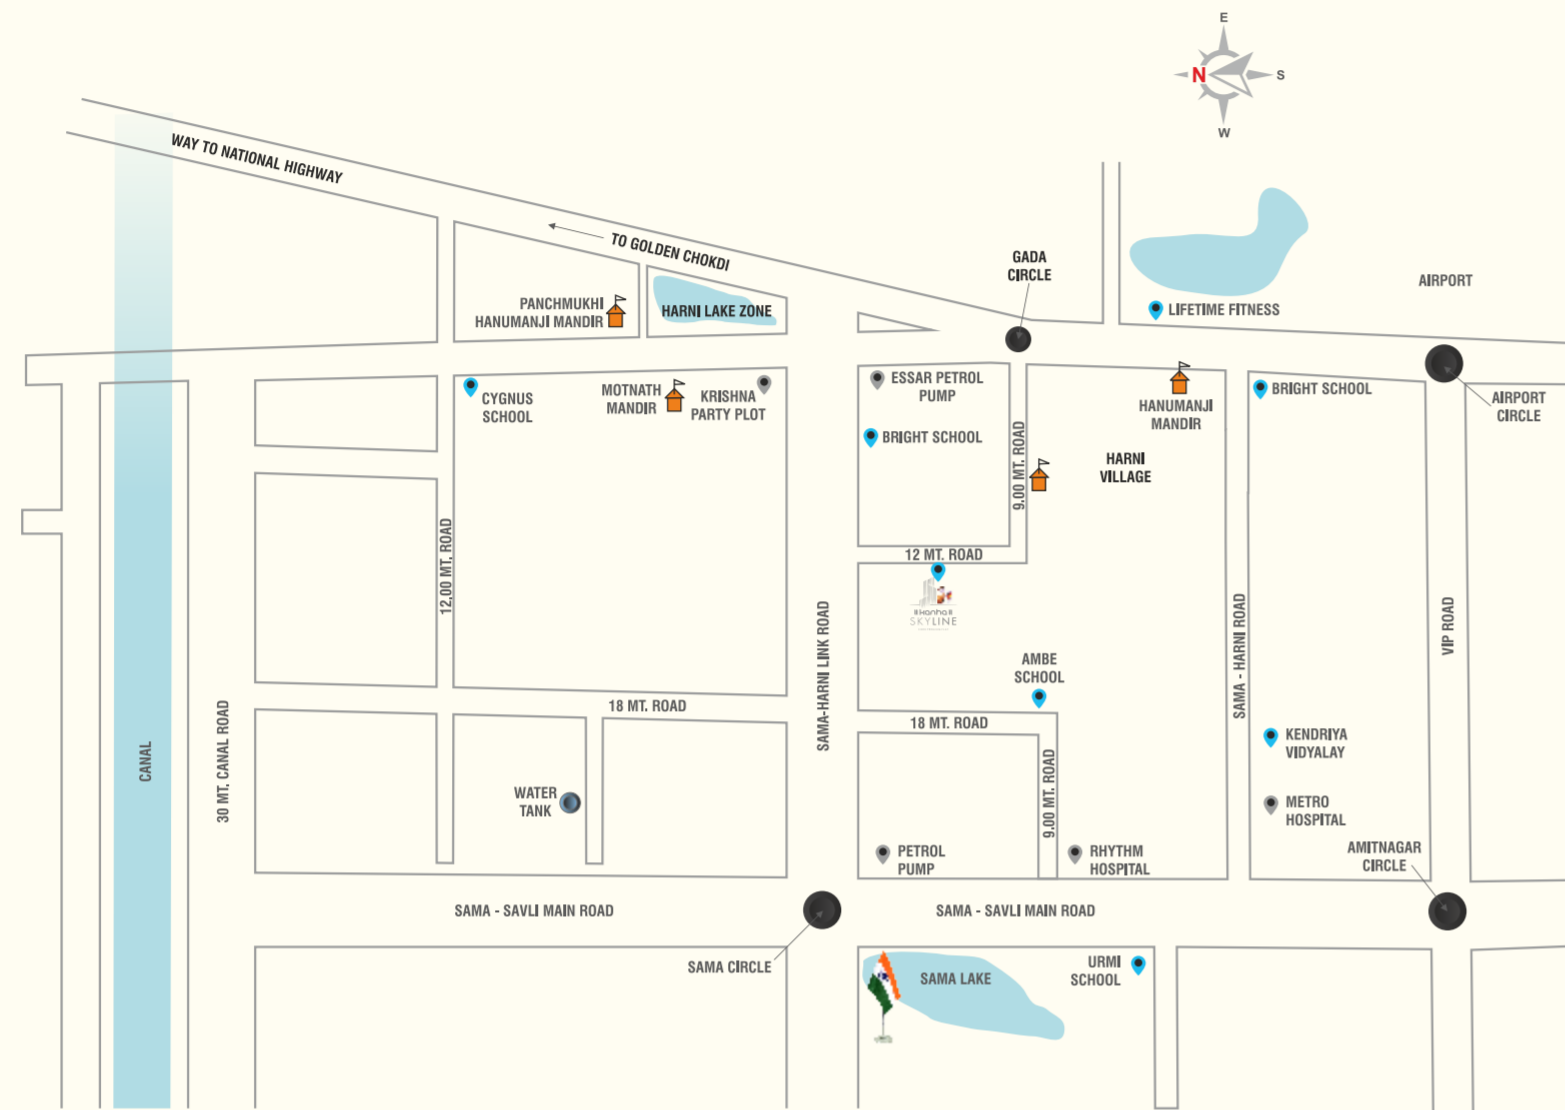 E
N
S
W
WAY TO NATIONAL HIGHWAY
TO GOLDEN CHOKDI
GADA
CIRCLE
AIRPORT
LIFETIME FITNESS
PANCHMUKHI
HANUMANJI MANDIR
HARNI LAKE ZONE
CYGNUS
SCHOOL
MOTNATH
MANDIR
KRISHNA
PARTY PLOT
ESSAR PETROL
PUMP
BRIGHT SCHOOL
HANUMANJI
MANDIR
BRIGHT SCHOOL
AIRPORT
CIRCLE
9.00 MT. ROAD
HARNI
VILLAGE
12.00 MT. ROAD
12 MT. ROAD
kanha
SKYLINE
SAMA-HARNI LINK ROAD
SAMA - HARNI ROAD
VIP ROAD
AMBE
SCHOOL
18 MT. ROAD
18 MT. ROAD
CANAL
30 MT. CANAL ROAD
WATER
TANK
9.00 MT. ROAD
KENDRIYA
VIDYALAY
METRO
HOSPITAL
PETROL
PUMP
RHYTHM
HOSPITAL
AMITNAGAR
CIRCLE
SAMA - SAVLI MAIN ROAD
SAMA - SAVLI MAIN ROAD
SAMA CIRCLE
SAMA LAKE
URMI
SCHOOL